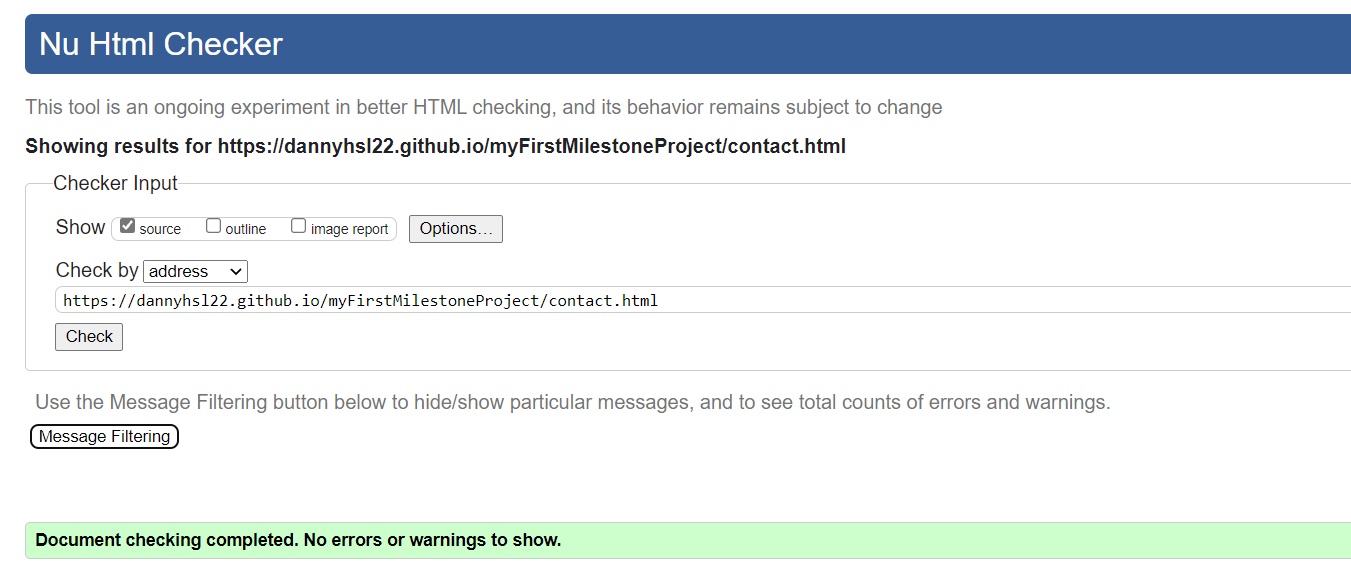 Nu Html Checker
This tool is an ongoing experiment in better HTML checking, and its behavior remains subject to change
Showing results for https://dannyhsl22.github.io/myFirstMilestoneProject/contact.html
Checker Input
Show source outline image report Options...
Check by address
https://dannyhsl22.github.io/myFirstMilestoneProject/contact.html
Check
Use the Message Filtering button below to hide/show particular messages, and to see total counts of errors and warnings.
Message Filtering
Document checking completed. No errors or warnings to show.